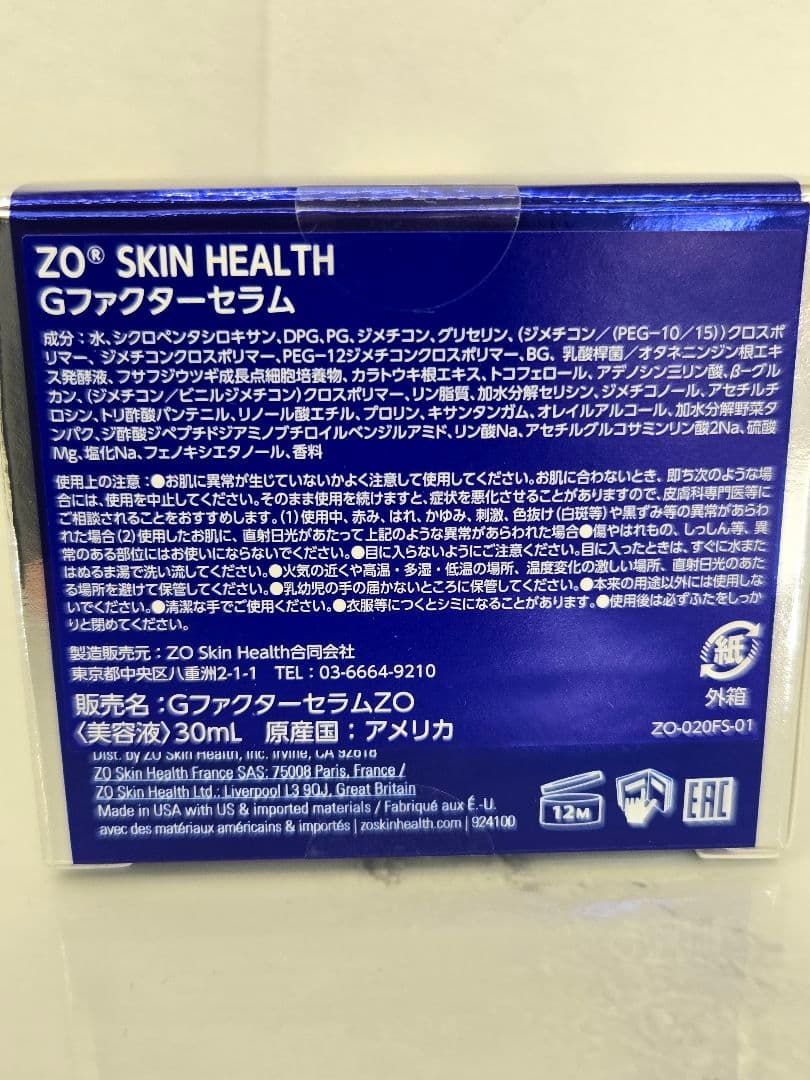 ZO® SKIN HEALTH
Gファクターセラム
成分：水、シクロペンタシロキサン、DPG、PG、ジメチコン、グリセリン、（ジメチコン／（PEG−10／15））クロスポ
リマー、ジメチコンクロスポリマー、PEG−12ジメチコンクロスポリマー、BG、乳酸桿菌／オタネニンジン根エキ
ス発酵液、フサフジウツギ成長点細胞培養物、カラトウキ根エキス、トコフェロール、アデノシン三リン酸、β−グル
カン、（ジメチコン／ビニルジメチコン）クロスポリマー、リン脂質、加水分解セリシン、ジメチコノール、アセチルチ
ロシン、トリ酢酸パンテニル、リノール酸エチル、プロリン、キサンタンガム、オレイルアルコール、加水分解野菜タ
ンパク、ジ酢酸ジペプチドジアミノブチロイルベンジルアミド、リン酸Na、アセチルグルコサミンリン酸2Na、硫酸
Mg、塩化Na、フェノキシエタノール、香料
使用上の注意：●お肌に異常が生じていないかよく注意して使用してください。お肌に合わないとき、即ち次のような場
合には、使用を中止してください。そのまま使用を続けますと、症状を悪化させることがありますので、皮膚科専門医等に
ご相談されることをおすすめします。（1）使用中、赤み、はれ、かゆみ、刺激、色抜け（白斑等）や黒ずみ等の異常があらわ
れた場合（2）使用したお肌に、直射日光があたって上記のような異常があらわれた場合●傷やはれもの、しっしん等、異
常のある部位にはお使いにならないでください。●目に入らないようにご注意ください。目に入ったときは、すぐに水また
はぬるま湯で洗い流してください。●火気の近くや高温・多湿・低温の場所、温度変化の激しい場所、直射日光のあた
る場所を避けて保管してください。●乳幼児の手の届かないところに保管してください。●本来の用途以外には使用しな
いでください。●清潔な手でご使用ください。●衣服等につくとシミになることがあります。●使用後は必ずふたをしっか
りと閉めてください。
製造販売元：ZO Skin Health合同会社
東京都中央区八重洲2-1-1　TEL：03-6664-9210
紙
外箱
販売名：GファクターセラムZO
〈美容液〉30mL　原産国：アメリカ
ZO-020FS-01
Dist. by ZO Skin Health, Inc. Irvine, CA 92618
ZO Skin Health France SAS; 75008 Paris, France /
ZO Skin Health Ltd.: Liverpool L3 9QJ, Great Britain
Made in USA with US & imported materials / Fabriqué aux É.-U.
avec des matériaux américains & importés | zoskinhealth.com | 924100
12M
EAC